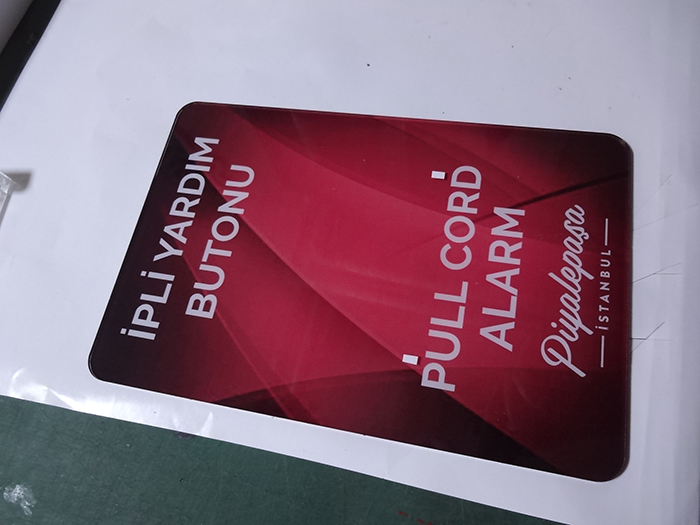 İPLİ YARDIM
BUTONU
PULL CORD
ALARM
Piyalepaşa
İSTANBUL